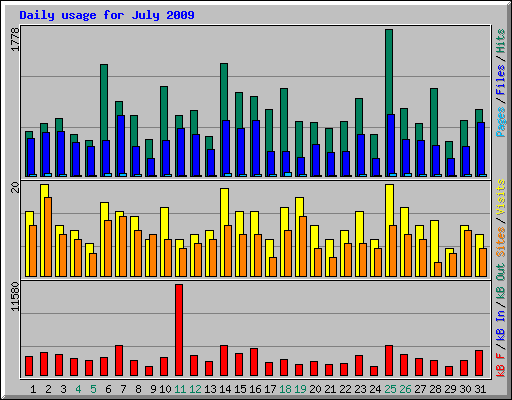 Daily usage for July 2009
1778
Pages / Files / Hits
20
Sites / Visits
11580
kB F / kB In / kB Out
1 2 3 4 5 6 7 8 9 10 11 12 13 14 15 16 17 18 19 20 21 22 23 24 25 26 27 28 29 30 31